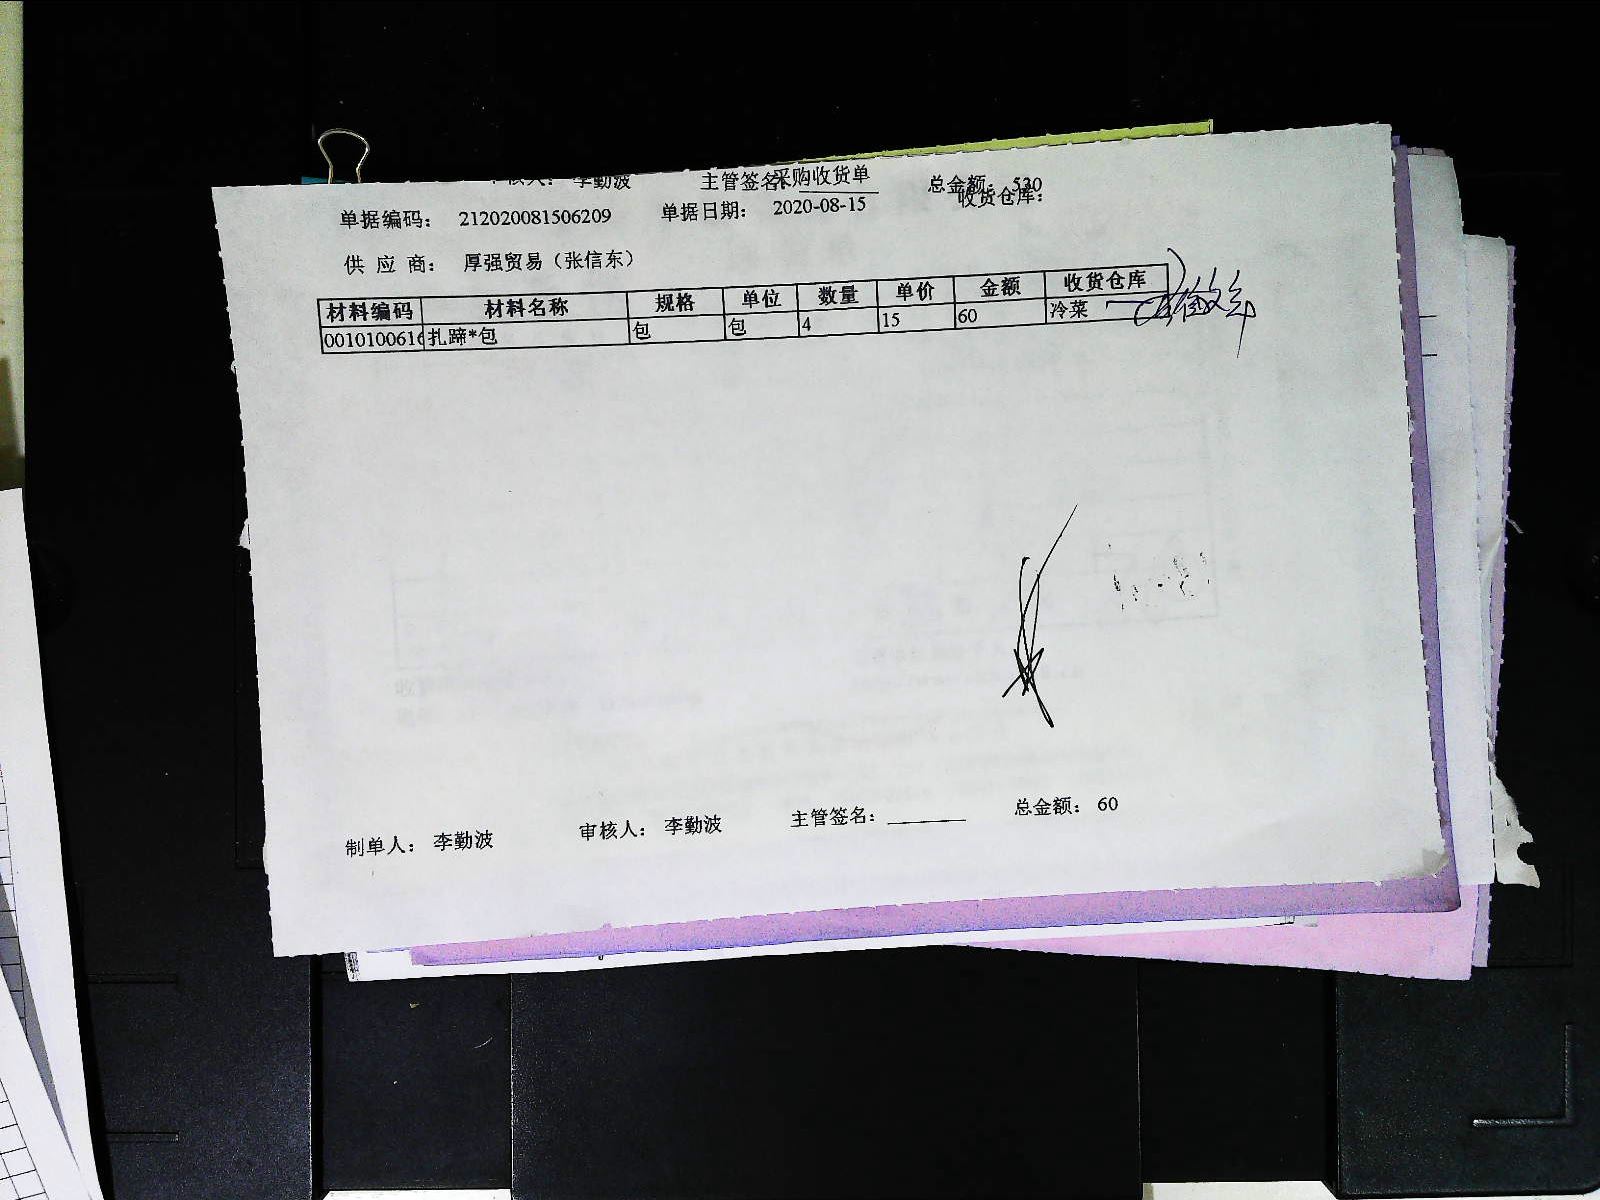 审核人： 李勤波 主管签名： 总金额： 530
采购收货单
收货仓库：
单据编码： 212020081506209 单据日期： 2020-08-15
供 应 商： 厚强贸易（张信东）
材料编码 材料名称 规格 单位 数量 单价 金额 收货仓库
0010100616 扎蹄*包 包 包 4 15 60 冷菜
制单人： 李勤波 审核人： 李勤波 主管签名： 总金额： 60